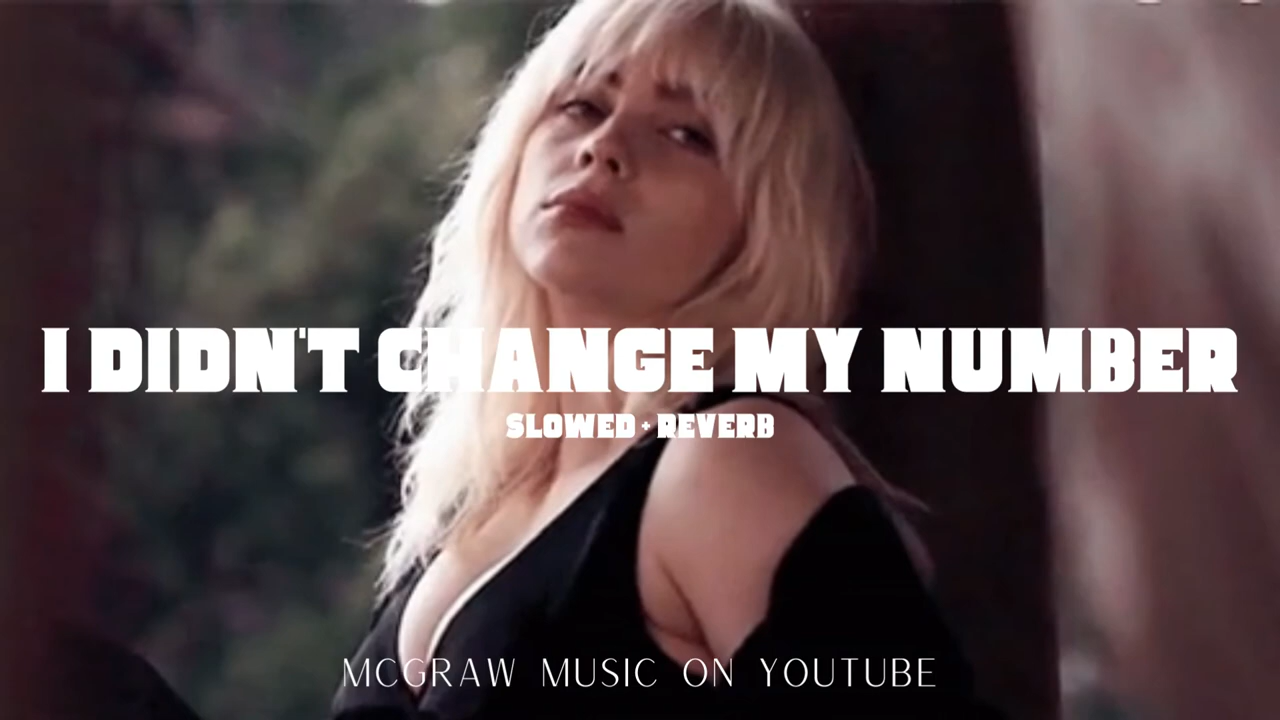 I DIDN'T CHANGE MY NUMBER
SLOWED + REVERB
MCGRAW MUSIC ON YOUTUBE